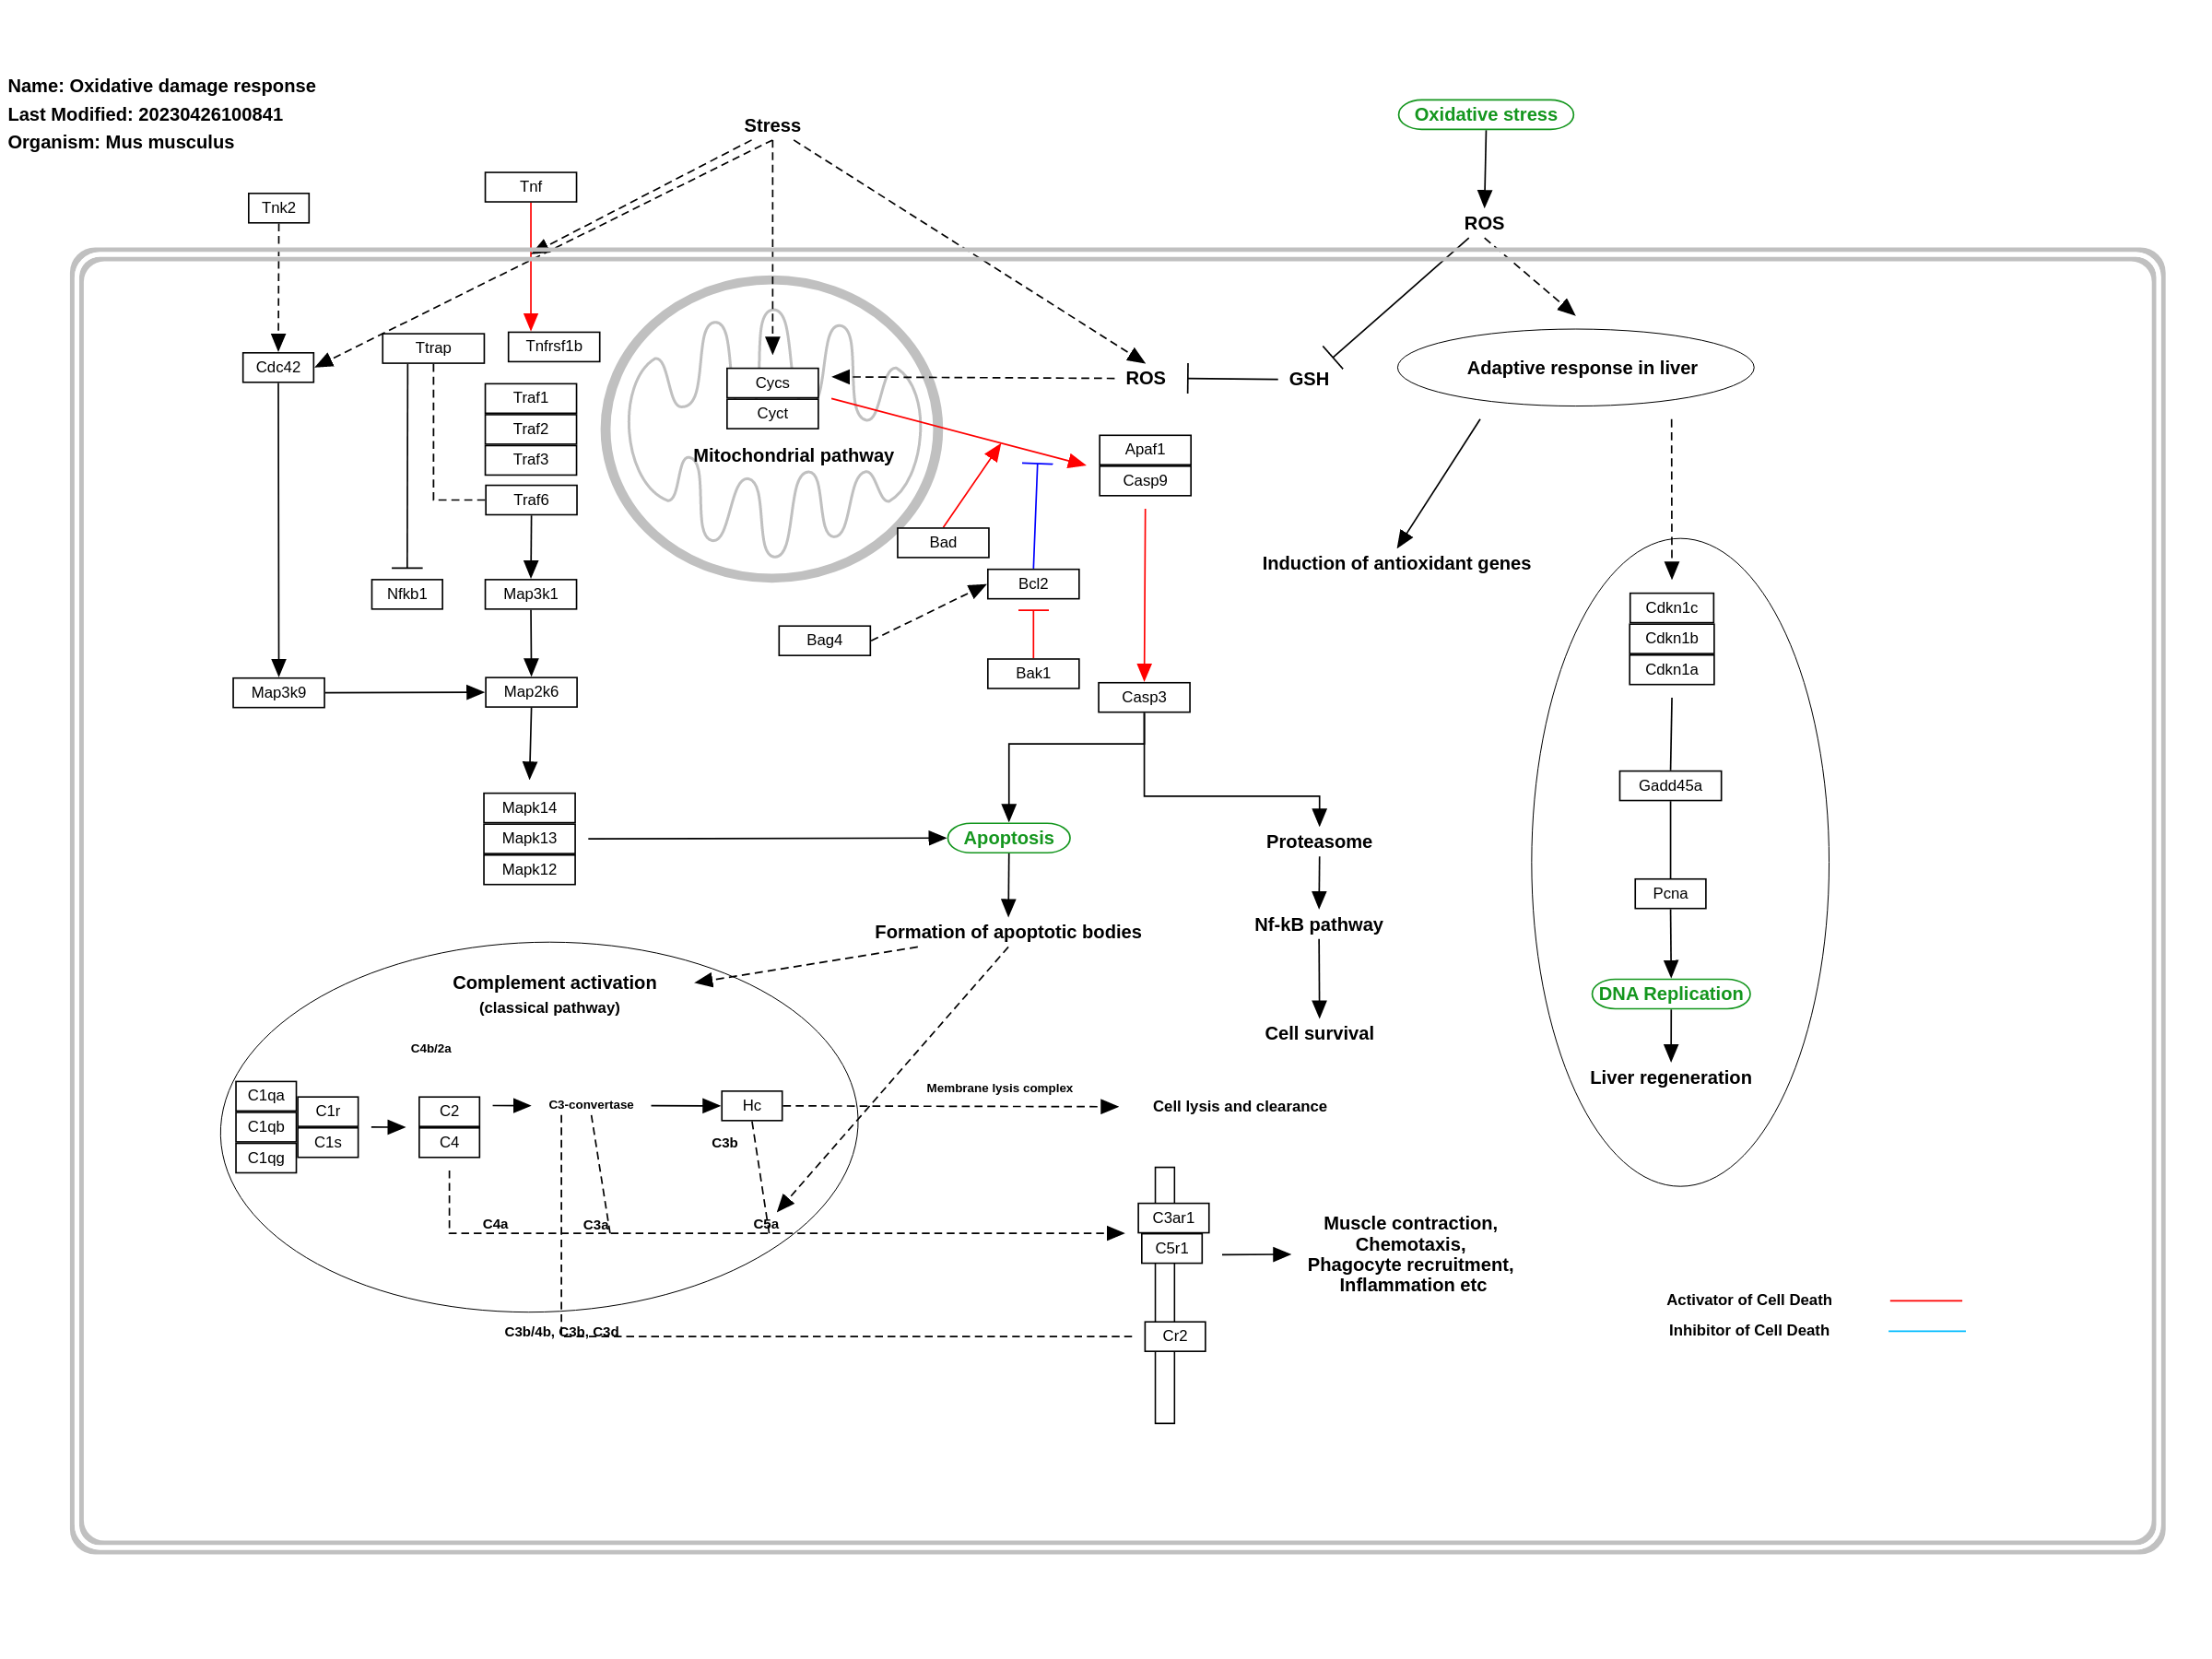 Name: Oxidative damage response
Last Modified: 20230426100841
Organism: Mus musculus
Stress
Oxidative stress
Tnk2
Tnf
ROS
Cdc42
Ttrap
Tnfrsf1b
Traf1
Traf2
Traf3
Traf6
Cycs
Cyct
Mitochondrial pathway
ROS
GSH
Adaptive response in liver
Apaf1
Casp9
Bad
Bcl2
Bag4
Bak1
Casp3
Induction of antioxidant genes
Nfkb1
Map3k1
Map3k9
Map2k6
Cdkn1c
Cdkn1b
Cdkn1a
Gadd45a
Pcna
DNA Replication
Liver regeneration
Mapk14
Mapk13
Mapk12
Apoptosis
Proteasome
Formation of apoptotic bodies
Nf-kB pathway
Cell survival
Complement activation
(classical pathway)
C4b/2a
C1qa
C1qb
C1qg
C1r
C1s
C2
C4
C3-convertase
Hc
C3b
Membrane lysis complex
Cell lysis and clearance
C4a
C3a
C5a
C3ar1
C5r1
Cr2
Muscle contraction,
Chemotaxis,
Phagocyte recruitment,
Inflammation etc
C3b/4b, C3b, C3d
Activator of Cell Death
Inhibitor of Cell Death